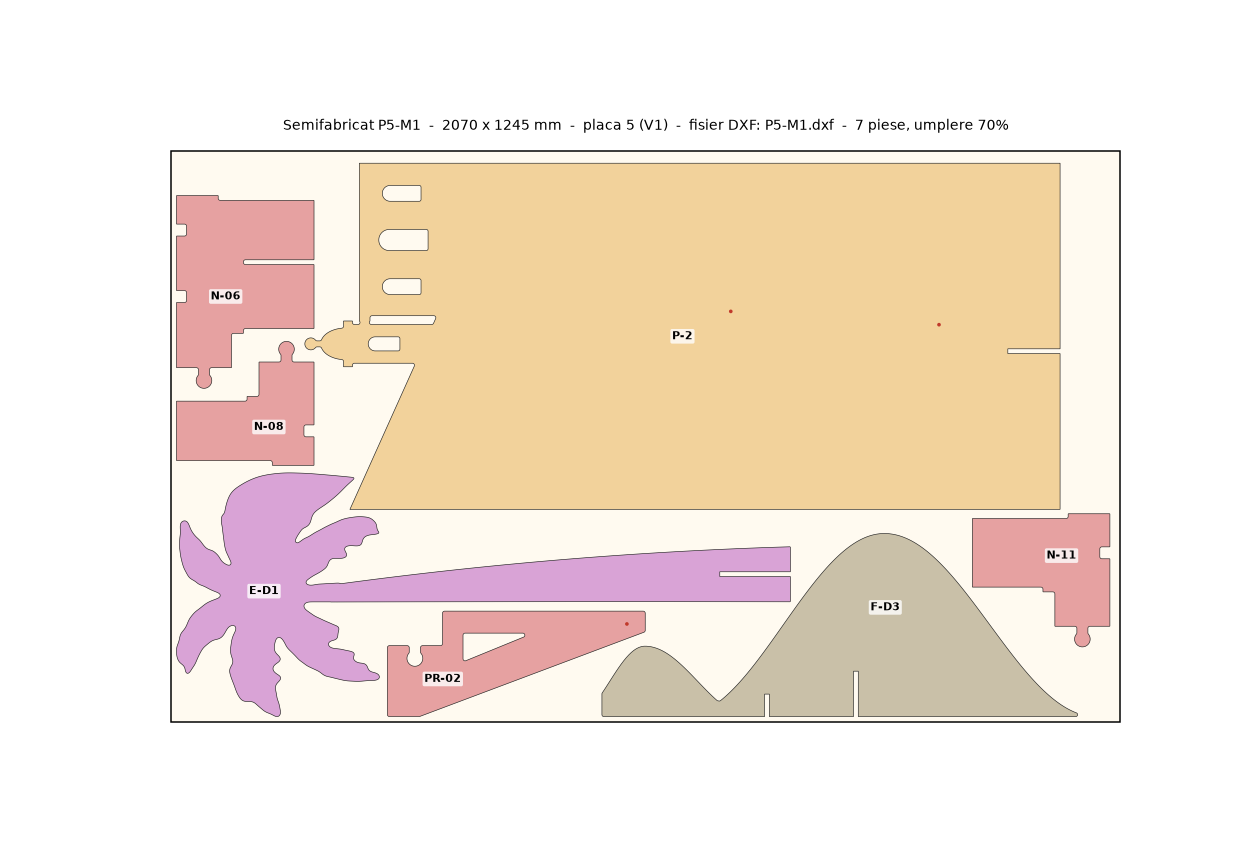 Semifabricat P5-M1 - 2070 x 1245 mm - placa 5 (V1) - fisier DXF: P5-M1.dxf - 7 piese, umplere 70%
N-06
P-2
N-08
N-11
E-D1
F-D3
PR-02